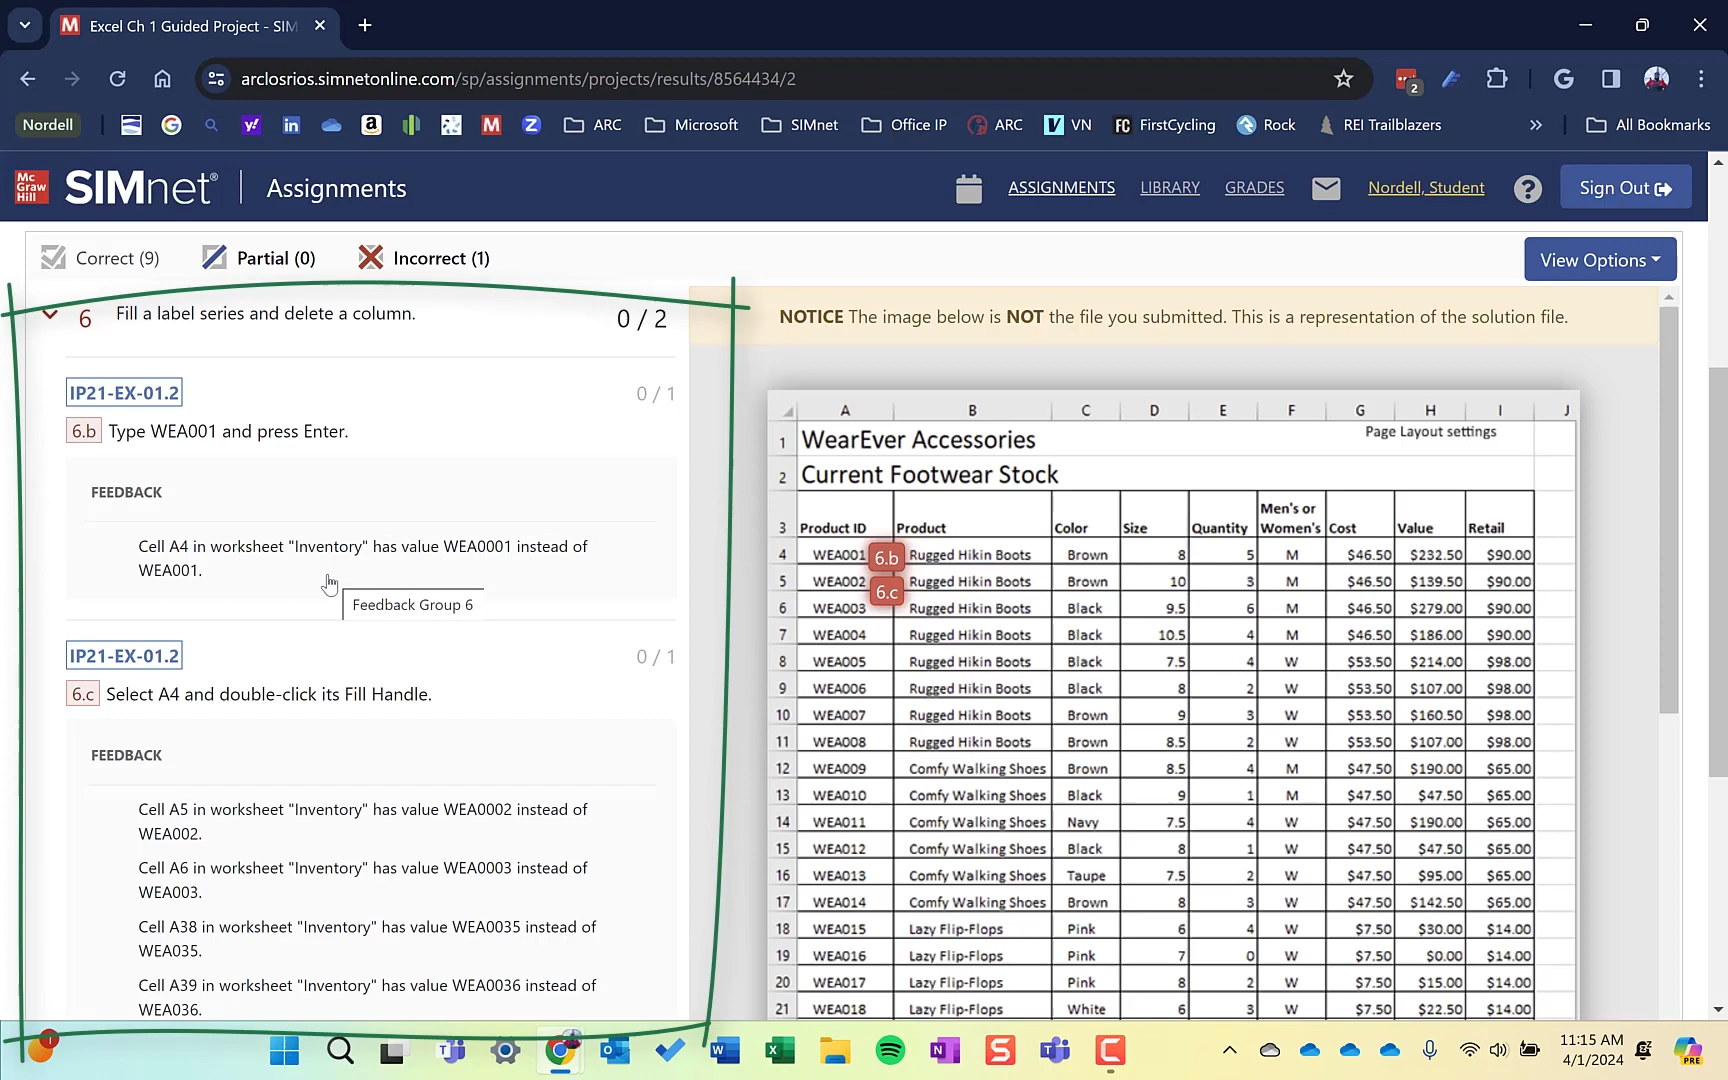 Excel Ch 1 Guided Project - SIM
arclosrios.simnetonline.com/sp/assignments/projects/results/8564434/2
2
Nordell
ARC
Microsoft
SIMnet
Office IP
ARC
VN
FirstCycling
Rock
REI Trailblazers
All Bookmarks
Mc Graw Hill
SIMnet®
Assignments
ASSIGNMENTS
LIBRARY
GRADES
Nordell, Student
Sign Out
Correct (9)
Partial (0)
Incorrect (1)
View Options
6 Fill a label series and delete a column. 0 / 2
IP21-EX-01.2 0 / 1
6.b Type WEA001 and press Enter.
FEEDBACK
Cell A4 in worksheet "Inventory" has value WEA0001 instead of
WEA001.
Feedback Group 6
IP21-EX-01.2 0 / 1
6.c Select A4 and double-click its Fill Handle.
FEEDBACK
Cell A5 in worksheet "Inventory" has value WEA0002 instead of
WEA002.
Cell A6 in worksheet "Inventory" has value WEA0003 instead of
WEA003.
Cell A38 in worksheet "Inventory" has value WEA0035 instead of
WEA035.
Cell A39 in worksheet "Inventory" has value WEA0036 instead of
WEA036.
NOTICE The image below is NOT the file you submitted. This is a representation of the solution file.
A B C D E F G H I J
1 WearEver Accessories Page Layout settings
2 Current Footwear Stock
3 Product ID Product Color Size Quantity Men's or Women's Cost Value Retail
4 WEA001 6.b Rugged Hikin Boots Brown 8 5 M $46.50 $232.50 $90.00
5 WEA002 6.c Rugged Hikin Boots Brown 10 3 M $46.50 $139.50 $90.00
6 WEA003 Rugged Hikin Boots Black 9.5 6 M $46.50 $279.00 $90.00
7 WEA004 Rugged Hikin Boots Black 10.5 4 M $46.50 $186.00 $90.00
8 WEA005 Rugged Hikin Boots Black 7.5 4 W $53.50 $214.00 $98.00
9 WEA006 Rugged Hikin Boots Black 8 2 W $53.50 $107.00 $98.00
10 WEA007 Rugged Hikin Boots Brown 9 3 W $53.50 $160.50 $98.00
11 WEA008 Rugged Hikin Boots Brown 8.5 2 W $53.50 $107.00 $98.00
12 WEA009 Comfy Walking Shoes Brown 8.5 4 M $47.50 $190.00 $65.00
13 WEA010 Comfy Walking Shoes Black 9 1 M $47.50 $47.50 $65.00
14 WEA011 Comfy Walking Shoes Navy 7.5 4 W $47.50 $190.00 $65.00
15 WEA012 Comfy Walking Shoes Black 8 1 W $47.50 $47.50 $65.00
16 WEA013 Comfy Walking Shoes Taupe 7.5 2 W $47.50 $95.00 $65.00
17 WEA014 Comfy Walking Shoes Brown 8 3 W $47.50 $142.50 $65.00
18 WEA015 Lazy Flip-Flops Pink 6 4 W $7.50 $30.00 $14.00
19 WEA016 Lazy Flip-Flops Pink 7 0 W $7.50 $0.00 $14.00
20 WEA017 Lazy Flip-Flops Pink 8 2 W $7.50 $15.00 $14.00
21 WEA018 Lazy Flip-Flops White 6 3 W $7.50 $22.50 $14.00
11:15 AM
4/1/2024
PRE